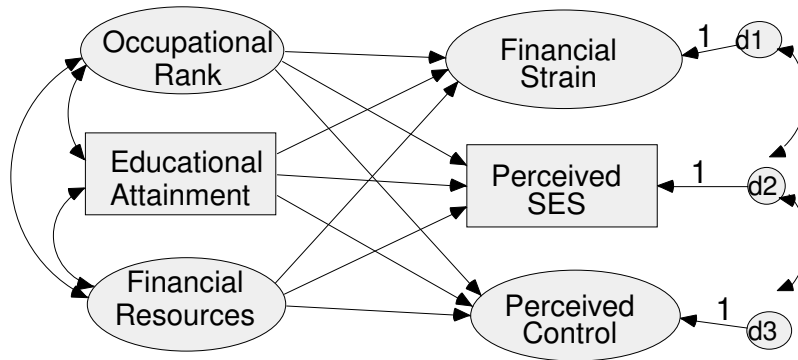 Occupational
Rank
Financial
Strain
1
d1
Educational
Attainment
Perceived
SES
1
d2
Financial
Resources
Perceived
Control
1
d3